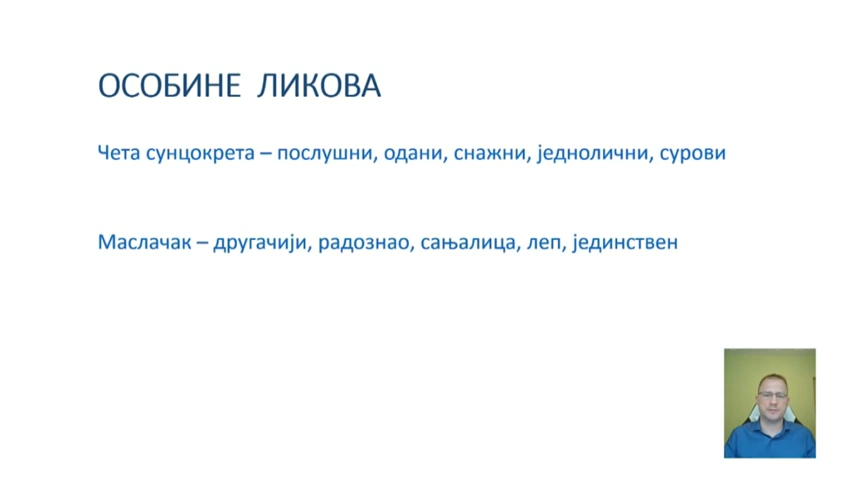 ОСОБИНЕ ЛИКОВА
Чета сунцокрета – послушни, одани, снажни, једнолични, сурови
Маслачак – другачији, радознао, сањалица, леп, јединствен